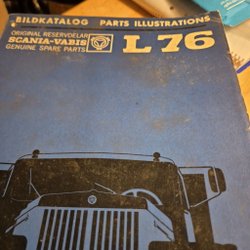 BILDKATALOG PARTS ILLUSTRATIONS
ORIGINAL RESERVDELAR
SCANIA-VABIS
GENUINE SPARE PARTS
L 76